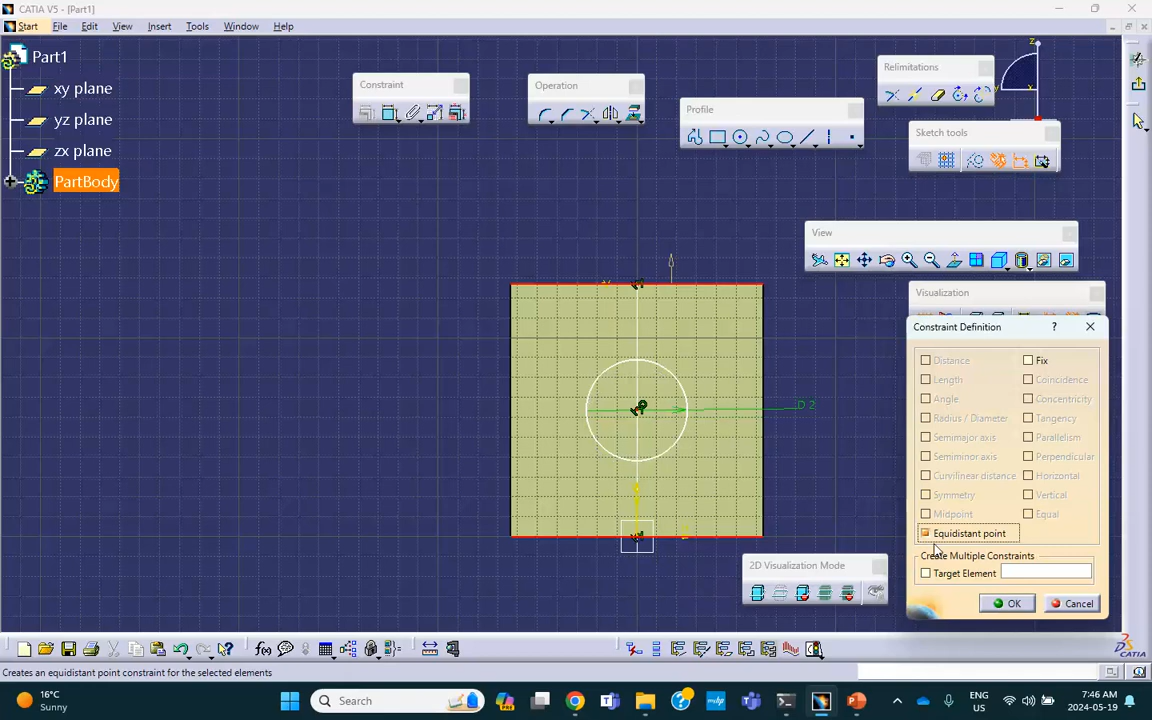 CATIA V5 - [Part1]
Start File Edit View Insert Tools Window Help
Part1
xy plane
yz plane
zx plane
PartBody
Constraint
Operation
Profile
Relimitations
Sketch tools
View
Visualization
z
y
x
D 2
Constraint Definition ?
Distance Fix
Length Coincidence
Angle Concentricity
Radius / Diameter Tangency
Semimajor axis Parallelism
Semiminor axis Perpendicular
Curvilinear distance Horizontal
Symmetry Vertical
Midpoint Equal
Equidistant point
Create Multiple Constraints
Target Element
OK Cancel
2D Visualization Mode
f(x)
CATIA
Creates an equidistant point constraint for the selected elements
16°C
Sunny
Search
ENG
US
7:46 AM
2024-05-19